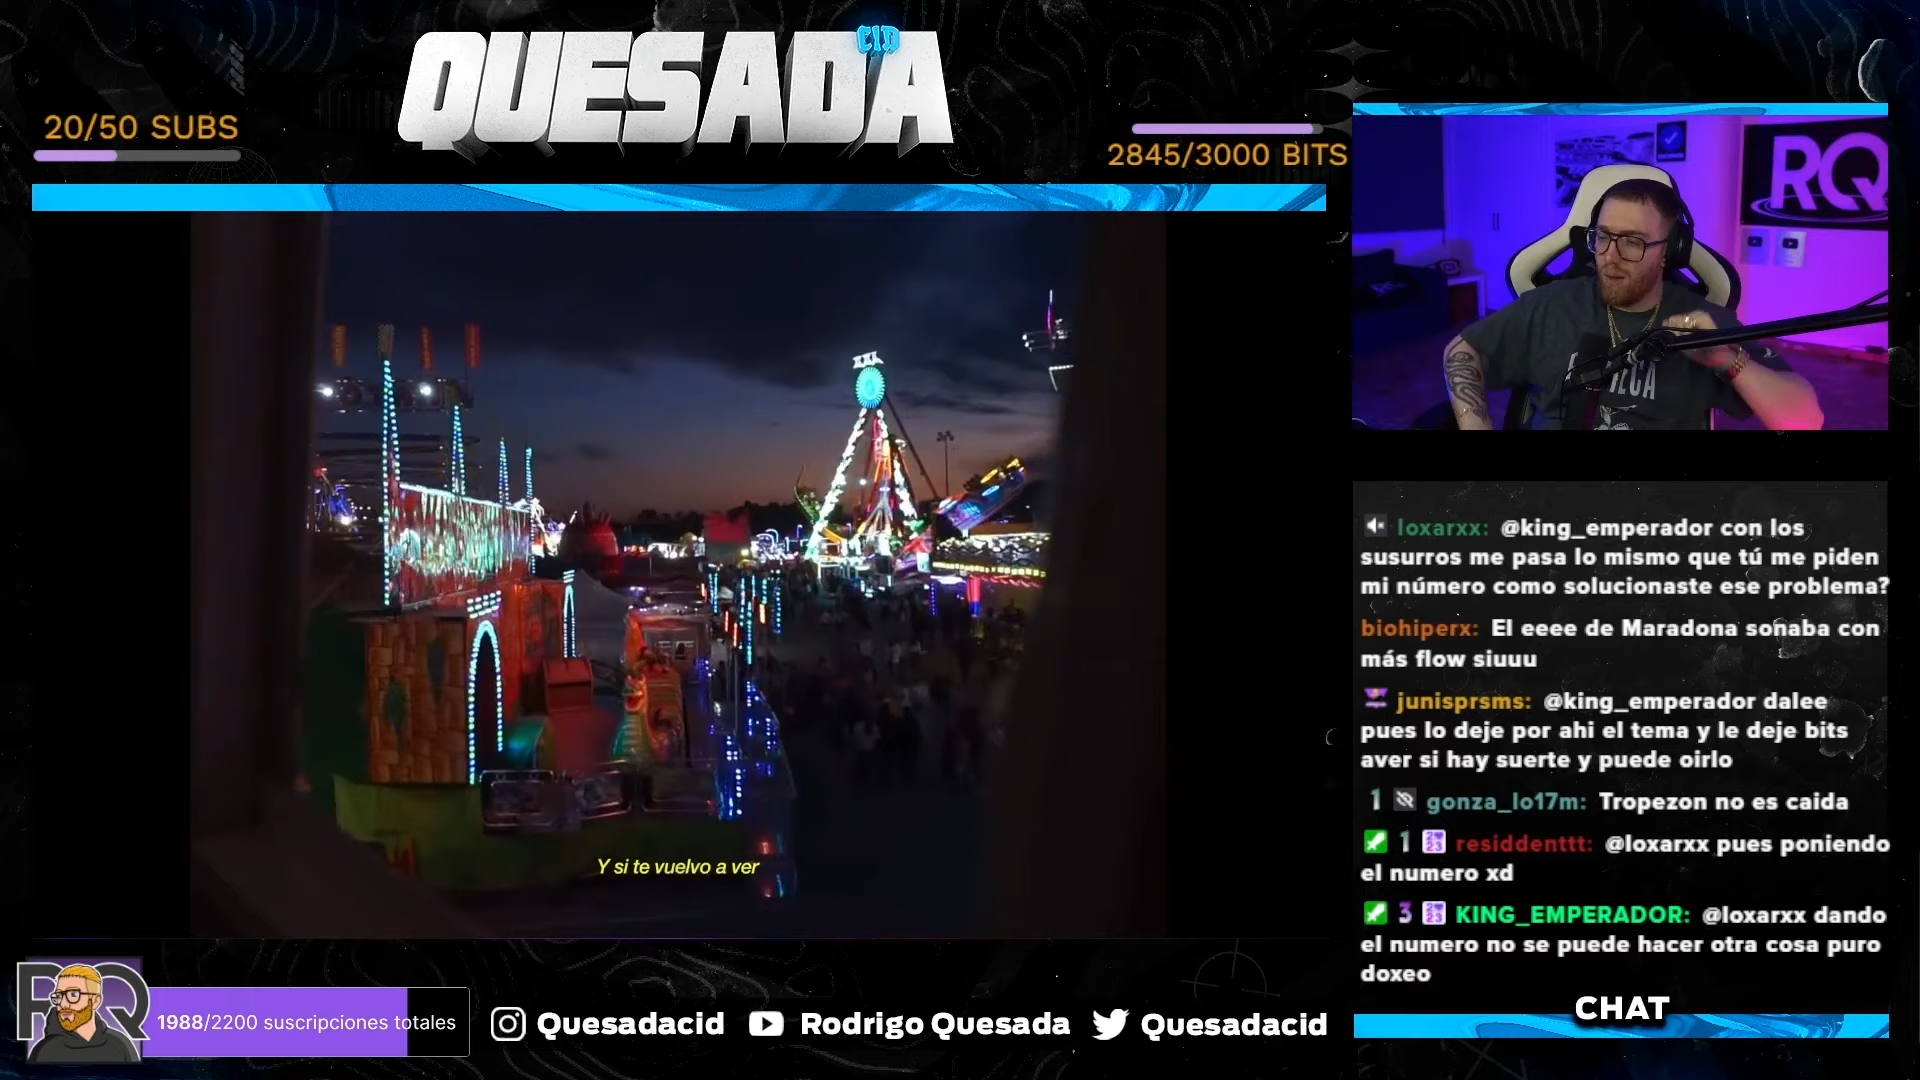 CID
QUESADA
20/50 SUBS
2845/3000 BITS
RQ
XXL
loxarxx: @king_emperador con los
susurros me pasa lo mismo que tú me piden
mi número como solucionaste ese problema?
biohiperx: El eeee de Maradona sonaba con
más flow siuuu
junisprsms: @king_emperador dalee
pues lo deje por ahi el tema y le deje bits
aver si hay suerte y puede oirlo
1 gonza_lo17m: Tropezon no es caida
1 residdenttt: @loxarxx pues poniendo
el numero xd
3 KING_EMPERADOR: @loxarxx dando
el numero no se puede hacer otra cosa puro
doxeo
CHAT
Y si te vuelvo a ver
RQ
1988/2200 suscripciones totales
Quesadacid
Rodrigo Quesada
Quesadacid